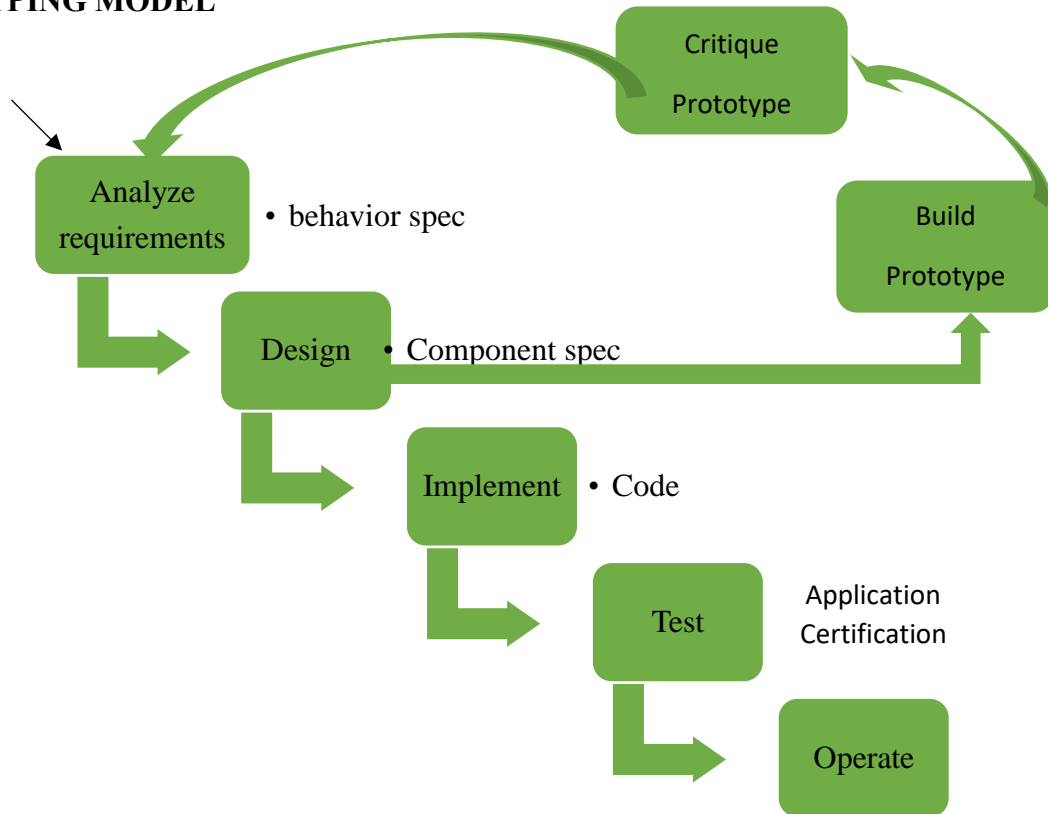 PING MODEL
Critique
Prototype
Analyze
requirements
• behavior spec
Build
Prototype
Design
• Component spec
Implement
• Code
Test
Application
Certification
Operate